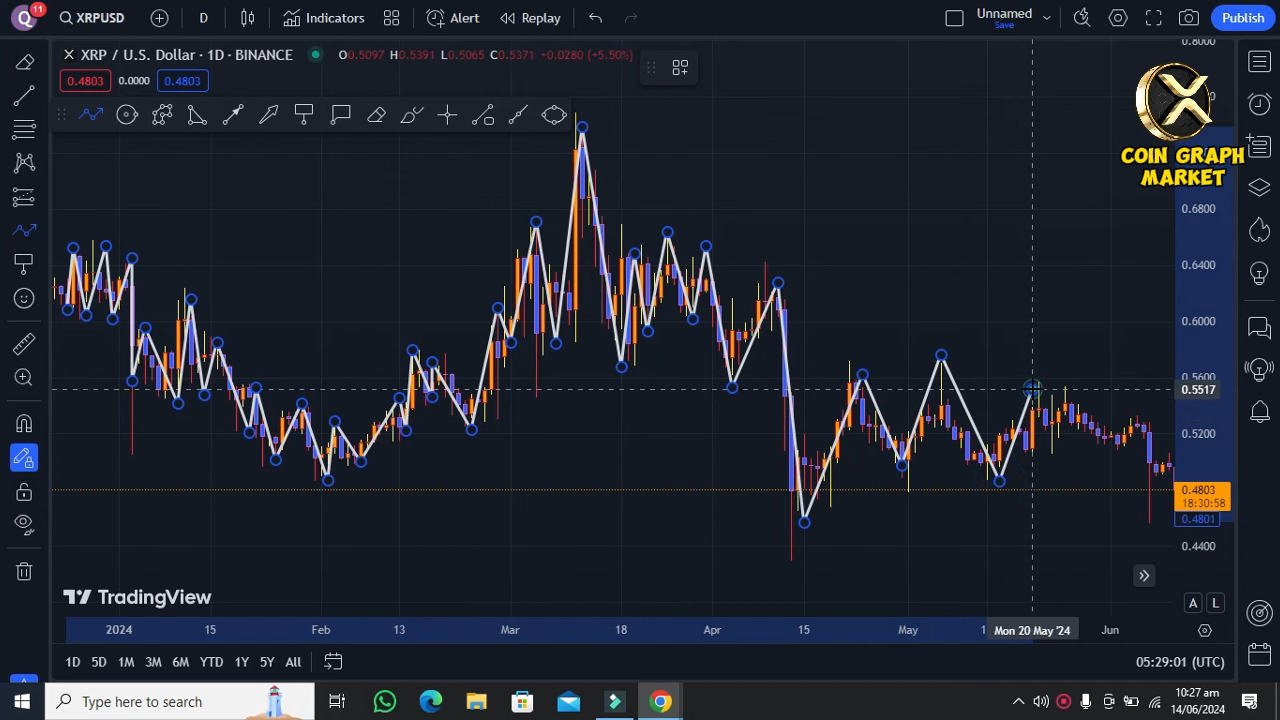 Q 11 XRPUSD D Indicators Alert Replay Unnamed Save Publish
XRP / U.S. Dollar · 1D · BINANCE O0.5097 H0.5391 L0.5065 C0.5371 +0.0280 (+5.50%)
0.4803 0.0000 0.4803
COIN GRAPH
MARKET
0.8000
0.6800
0.6400
0.6000
0.5600
0.5517
0.5200
0.4803
18:30:58
0.4801
0.4400
TradingView
A L
2024 15 Feb 13 Mar 18 Apr 15 May Mon 20 May '24 Jun
1D 5D 1M 3M 6M YTD 1Y 5Y All 05:29:01 (UTC)
Type here to search
10:27 am
14/06/2024